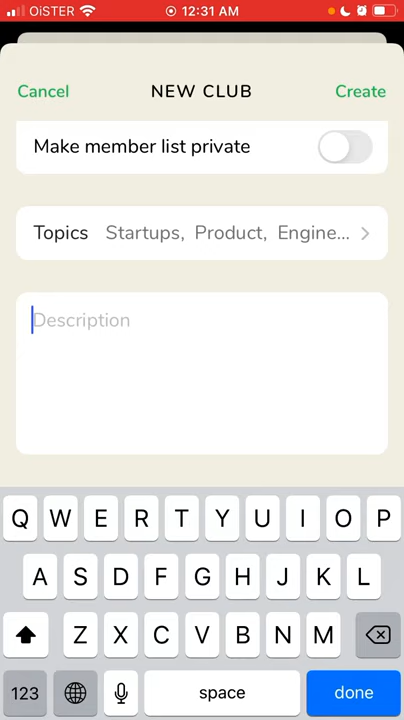 OiSTER 12:31 AM
Cancel NEW CLUB Create
Make member list private
Topics Startups, Product, Engine...
Description
Q W E R T Y U I O P
A S D F G H J K L
Z X C V B N M
123 space done